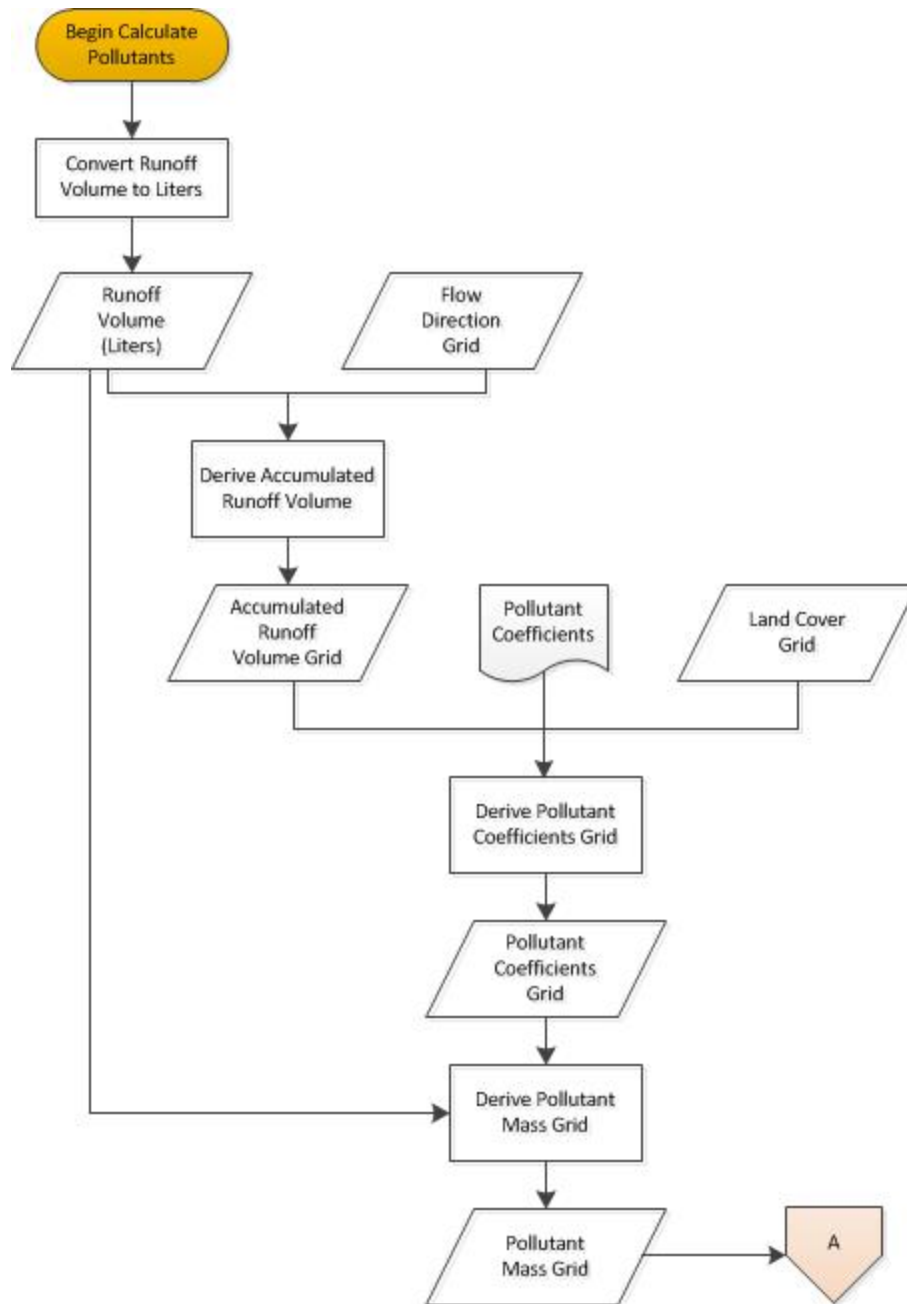 Begin Calculate
Pollutants
Convert Runoff
Volume to Liters
Runoff
Volume
(Liters)
Flow
Direction
Grid
Derive Accumulated
Runoff Volume
Accumulated
Runoff
Volume Grid
Pollutant
Coefficients
Land Cover
Grid
Derive Pollutant
Coefficients Grid
Pollutant
Coefficients
Grid
Derive Pollutant
Mass Grid
Pollutant
Mass Grid
A